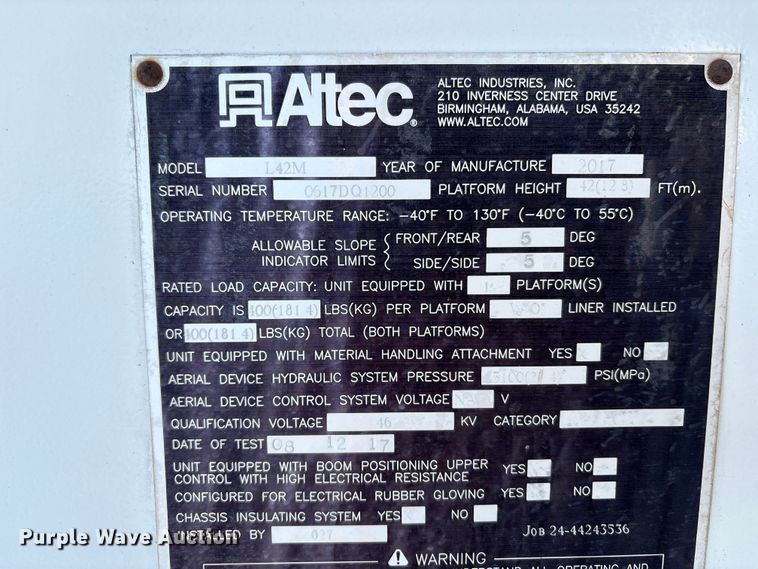 Altec®
ALTEC INDUSTRIES, INC.
210 INVERNESS CENTER DRIVE
BIRMINGHAM, ALABAMA, USA 35242
WWW.ALTEC.COM
MODEL L42M YEAR OF MANUFACTURE 2017
SERIAL NUMBER 0617DQ1200 PLATFORM HEIGHT 42(12.8) FT(m).
OPERATING TEMPERATURE RANGE: –40°F TO 130°F (–40°C TO 55°C)
ALLOWABLE SLOPE INDICATOR LIMITS
FRONT/REAR 5 DEG
SIDE/SIDE 5 DEG
RATED LOAD CAPACITY: UNIT EQUIPPED WITH 1 PLATFORM(S)
CAPACITY IS 400(181.4) LBS(KG) PER PLATFORM LINER INSTALLED
OR 400(181.4) LBS(KG) TOTAL (BOTH PLATFORMS)
UNIT EQUIPPED WITH MATERIAL HANDLING ATTACHMENT YES NO
AERIAL DEVICE HYDRAULIC SYSTEM PRESSURE PSI(MPa)
AERIAL DEVICE CONTROL SYSTEM VOLTAGE V
QUALIFICATION VOLTAGE 46 KV CATEGORY
DATE OF TEST 08 12 17
UNIT EQUIPPED WITH BOOM POSITIONING UPPER
CONTROL WITH HIGH ELECTRICAL RESISTANCE YES NO
CONFIGURED FOR ELECTRICAL RUBBER GLOVING YES NO
CHASSIS INSULATING SYSTEM YES NO
INSTALLED BY 027
JOB 24-44243536
WARNING
Purple Wave Auction